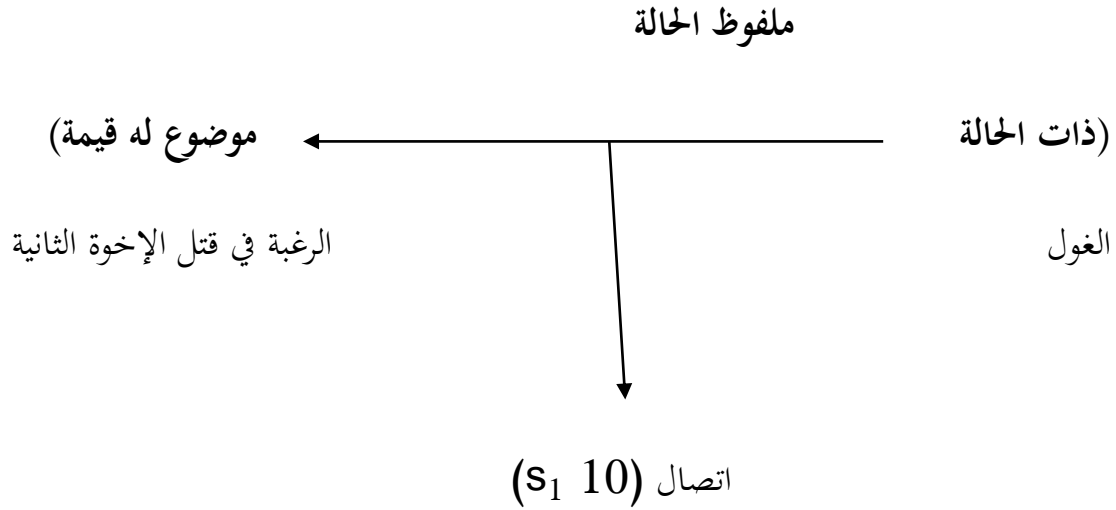 ملفوظ الحالة
(ذات الحالة موضوع له قيمة)
الغول الرغبة في قتل الإخوة الثانية
اتصال (s₁ 10)